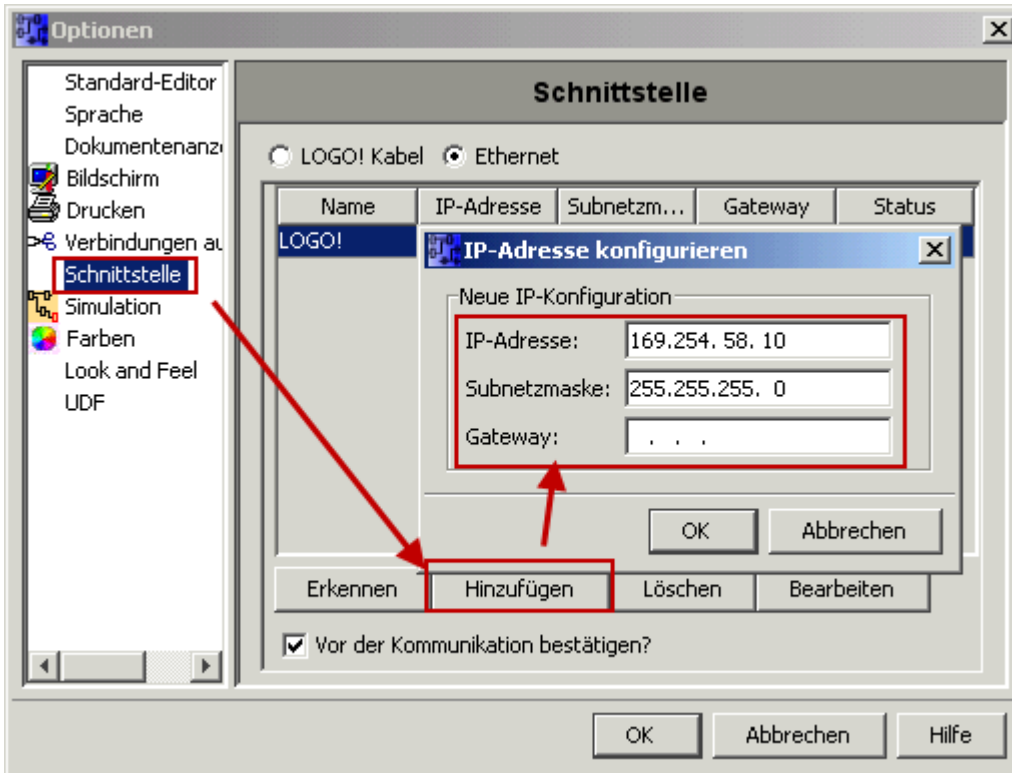 Optionen
Standard-Editor
Sprache
Dokumentenanz
Bildschirm
Drucken
Verbindungen au
Schnittstelle
Simulation
Farben
Look and Feel
UDF
Schnittstelle
LOGO! Kabel Ethernet
Name IP-Adresse Subnetzm... Gateway Status
LOGO!
IP-Adresse konfigurieren
Neue IP-Konfiguration
IP-Adresse: 169.254. 58. 10
Subnetzmaske: 255.255.255. 0
Gateway: . . .
OK Abbrechen
Erkennen Hinzufügen Löschen Bearbeiten
Vor der Kommunikation bestätigen?
OK Abbrechen Hilfe